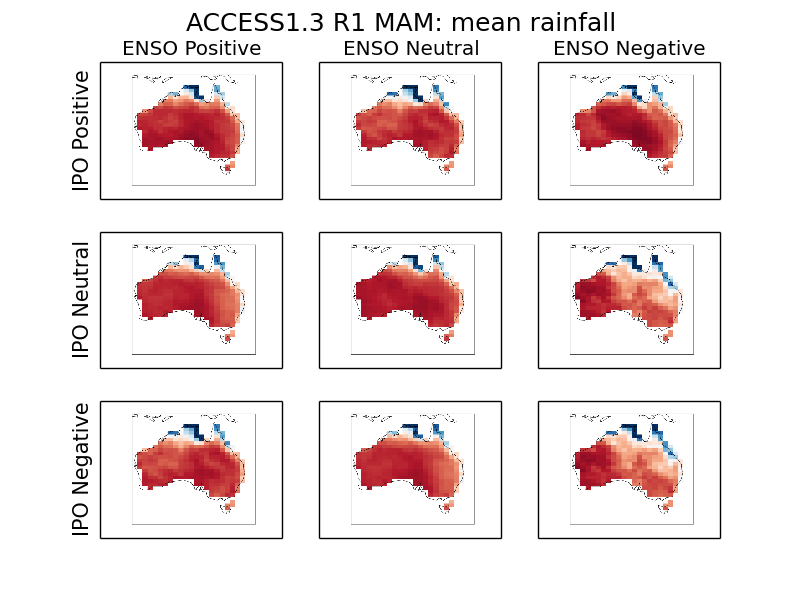 ACCESS1.3 R1 MAM: mean rainfall
ENSO Positive
ENSO Neutral
ENSO Negative
IPO Positive
IPO Neutral
IPO Negative